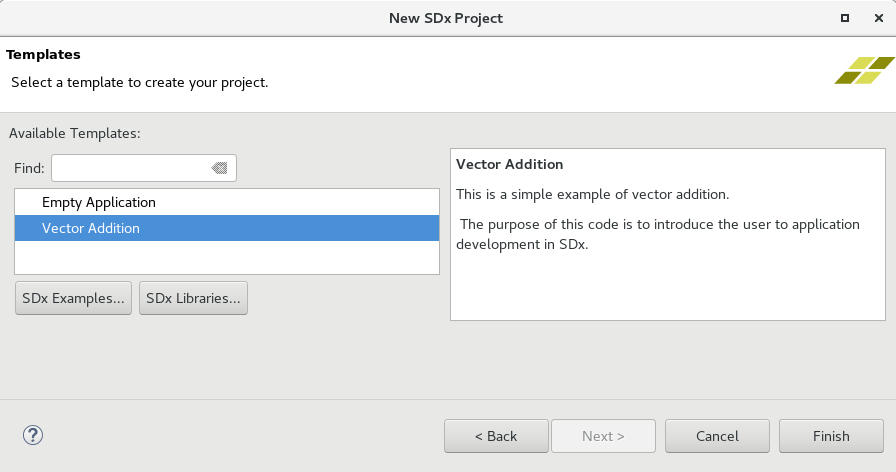 New SDx Project
Templates
Select a template to create your project.
Available Templates:
Find:
Empty Application
Vector Addition
SDx Examples...
SDx Libraries...
Vector Addition
This is a simple example of vector addition.
The purpose of this code is to introduce the user to application
development in SDx.
?
< Back
Next >
Cancel
Finish